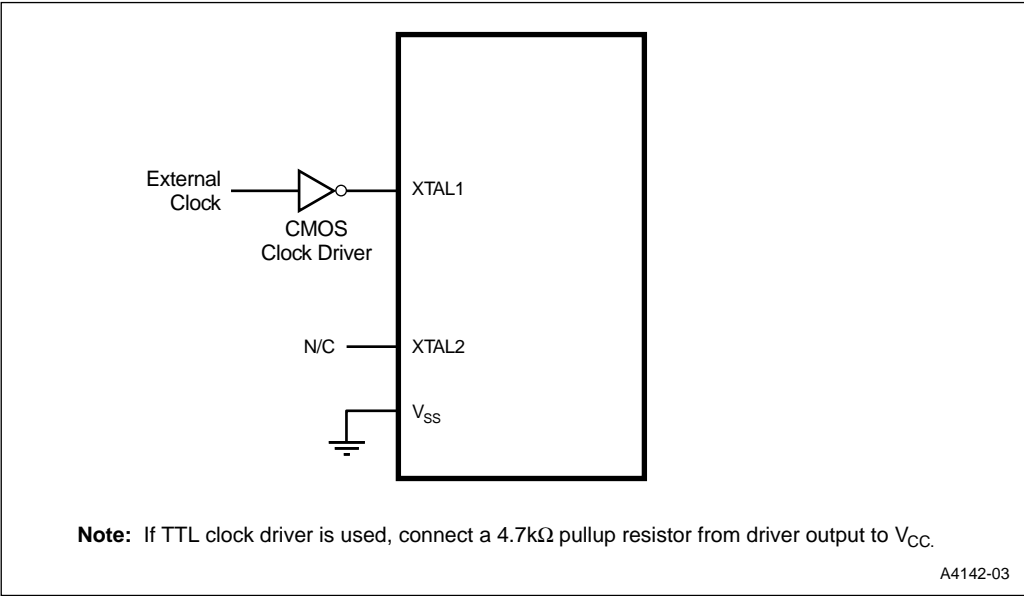 External
Clock
CMOS
Clock Driver
XTAL1
N/C
XTAL2
VSS
Note: If TTL clock driver is used, connect a 4.7kΩ pullup resistor from driver output to VCC.
A4142-03